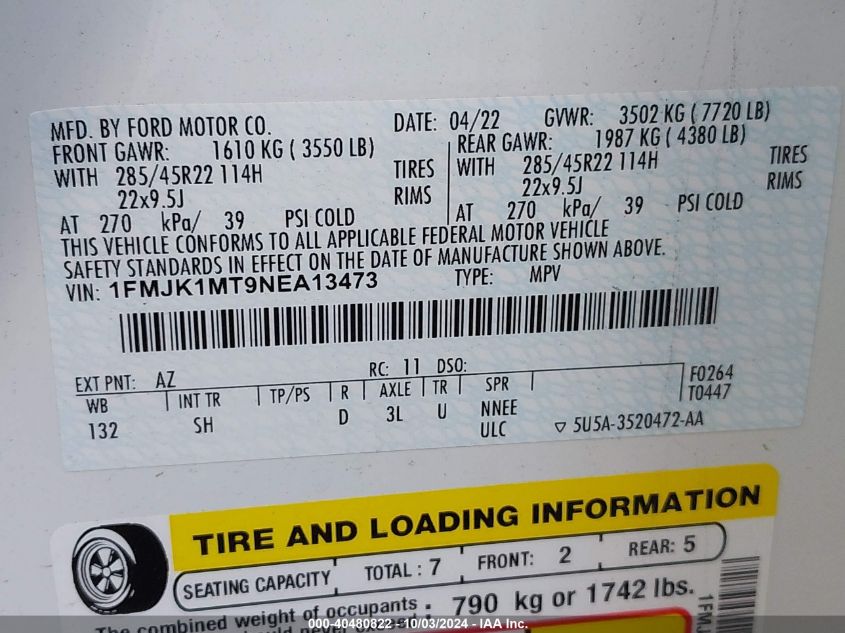 MFD. BY FORD MOTOR CO. DATE: 04/22 GVWR: 3502 KG ( 7720 LB)
FRONT GAWR: 1610 KG ( 3550 LB) REAR GAWR: 1987 KG ( 4380 LB)
WITH 285/45R22 114H TIRES WITH 285/45R22 114H TIRES
22x9.5J RIMS 22x9.5J RIMS
AT 270 kPa/ 39 PSI COLD AT 270 kPa/ 39 PSI COLD
THIS VEHICLE CONFORMS TO ALL APPLICABLE FEDERAL MOTOR VEHICLE
SAFETY STANDARDS IN EFFECT ON THE DATE OF MANUFACTURE SHOWN ABOVE.
VIN: 1FMJK1MT9NEA13473 TYPE: MPV
EXT PNT: AZ RC: 11 DSO: F0264
WB INT TR TP/PS R AXLE TR SPR T0447
132 SH D 3L U NNEE
ULC ▽ 5U5A-3520472-AA
TIRE AND LOADING INFORMATION
SEATING CAPACITY TOTAL : 7 FRONT: 2 REAR: 5
The combined weight of occupants 790 kg or 1742 lbs.
1FM
000-40480822 - 10/03/2024 - IAA Inc.